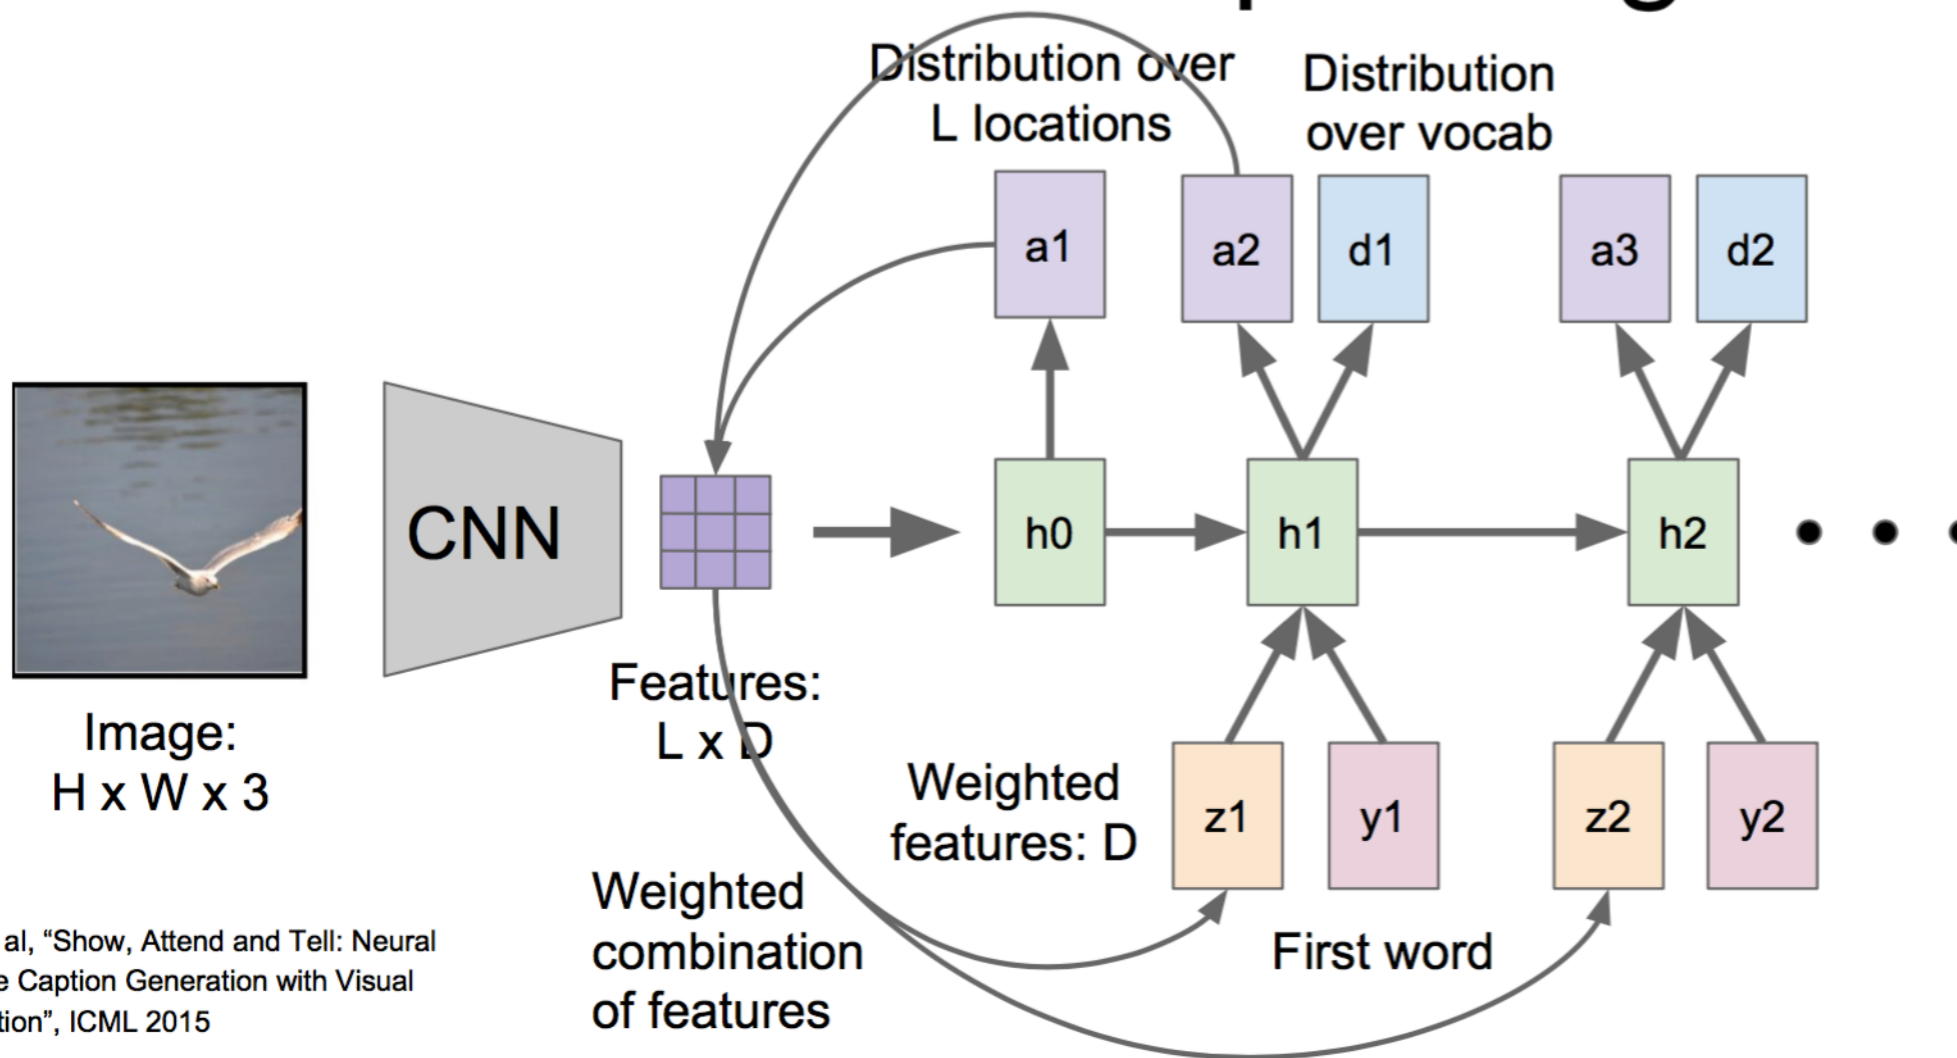 Distribution over
L locations
Distribution
over vocab
a1
a2
d1
a3
d2
CNN
h0
h1
h2
Features:
L x D
Image:
H x W x 3
Weighted
features: D
z1
y1
z2
y2
Weighted
combination
of features
First word
al, “Show, Attend and Tell: Neural
Caption Generation with Visual
”, ICML 2015